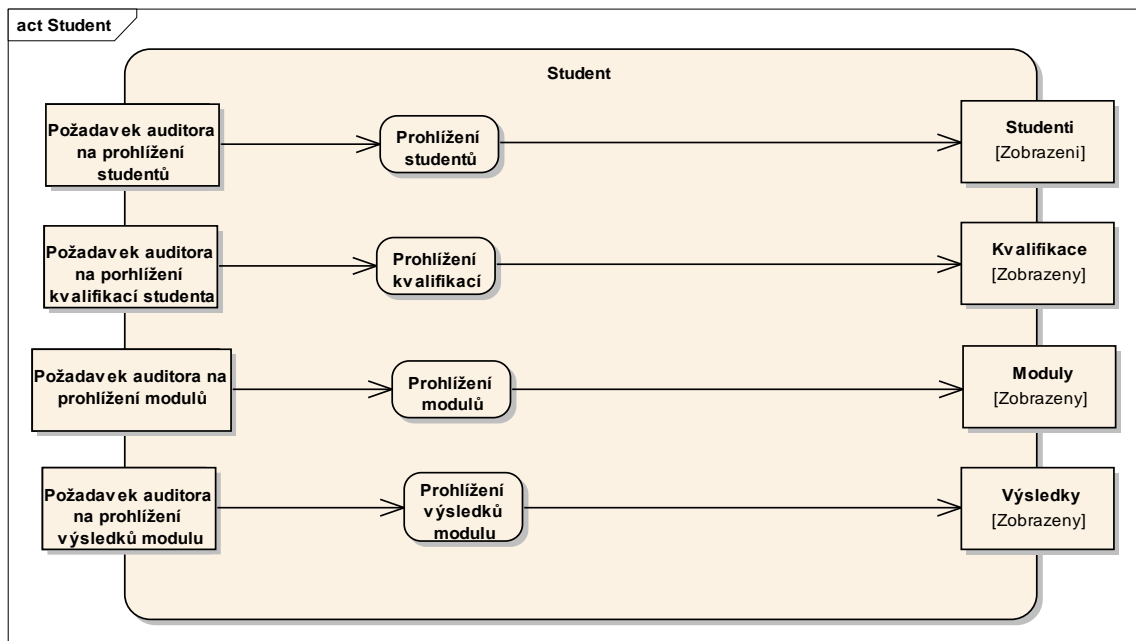 act Student
Student
Požadavek auditora
na prohlížení
studentů
Prohlížení
studentů
Studenti
[Zobrazeni]
Požadavek auditora
na porhlížení
kvalifikací studenta
Prohlížení
kvalifikací
Kvalifikace
[Zobrazeny]
Požadavek auditora na
prohlížení modulů
Prohlížení
modulů
Moduly
[Zobrazeny]
Požadavek auditora
na prohlížení
výsledků modulu
Prohlížení
výsledků
modulu
Výsledky
[Zobrazeny]